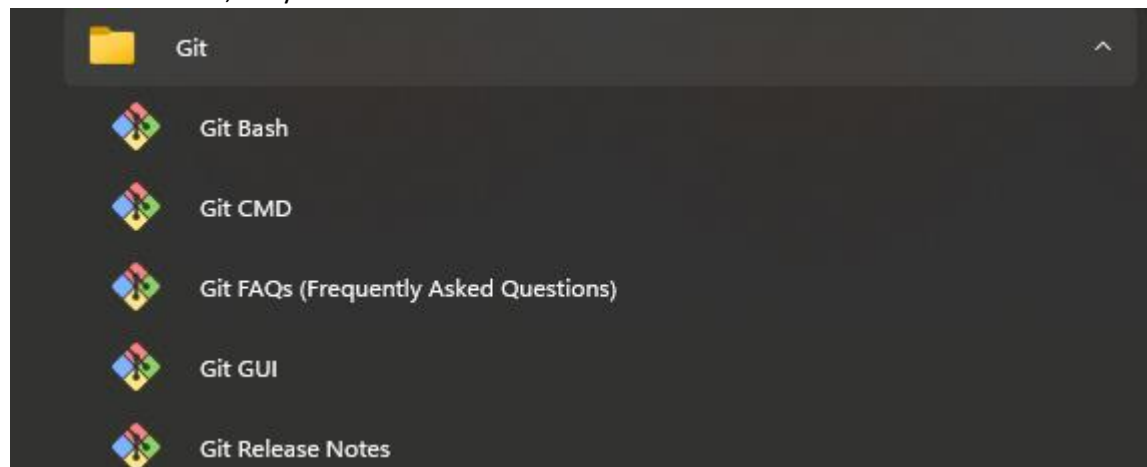 Git
Git Bash
Git CMD
Git FAQs (Frequently Asked Questions)
Git GUI
Git Release Notes